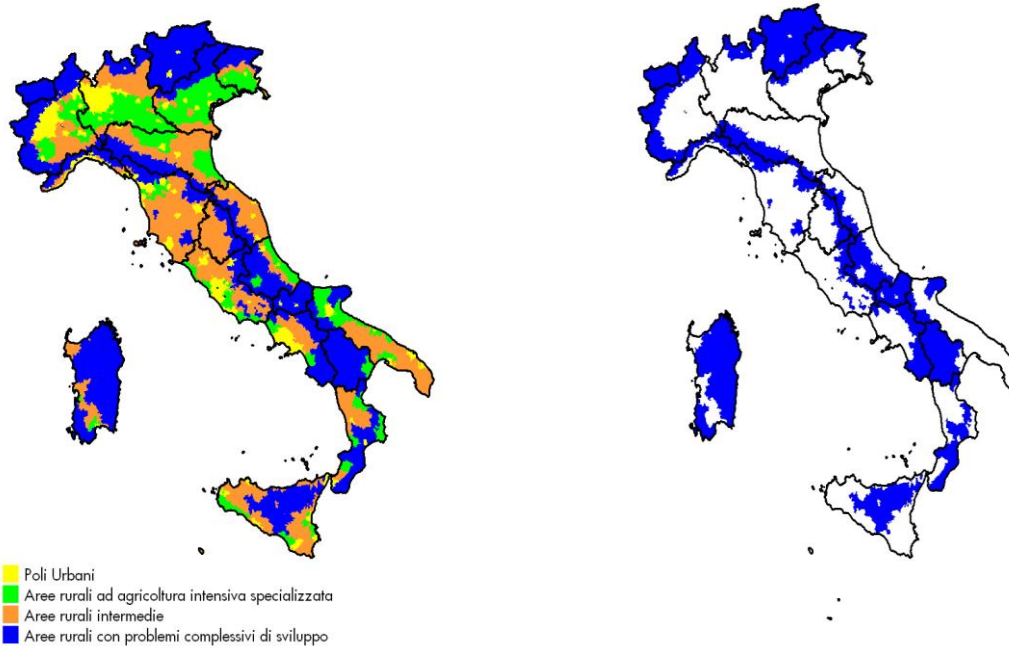 Poli Urbani
Aree rurali ad agricoltura intensiva specializzata
Aree rurali intermedie
Aree rurali con problemi complessivi di sviluppo